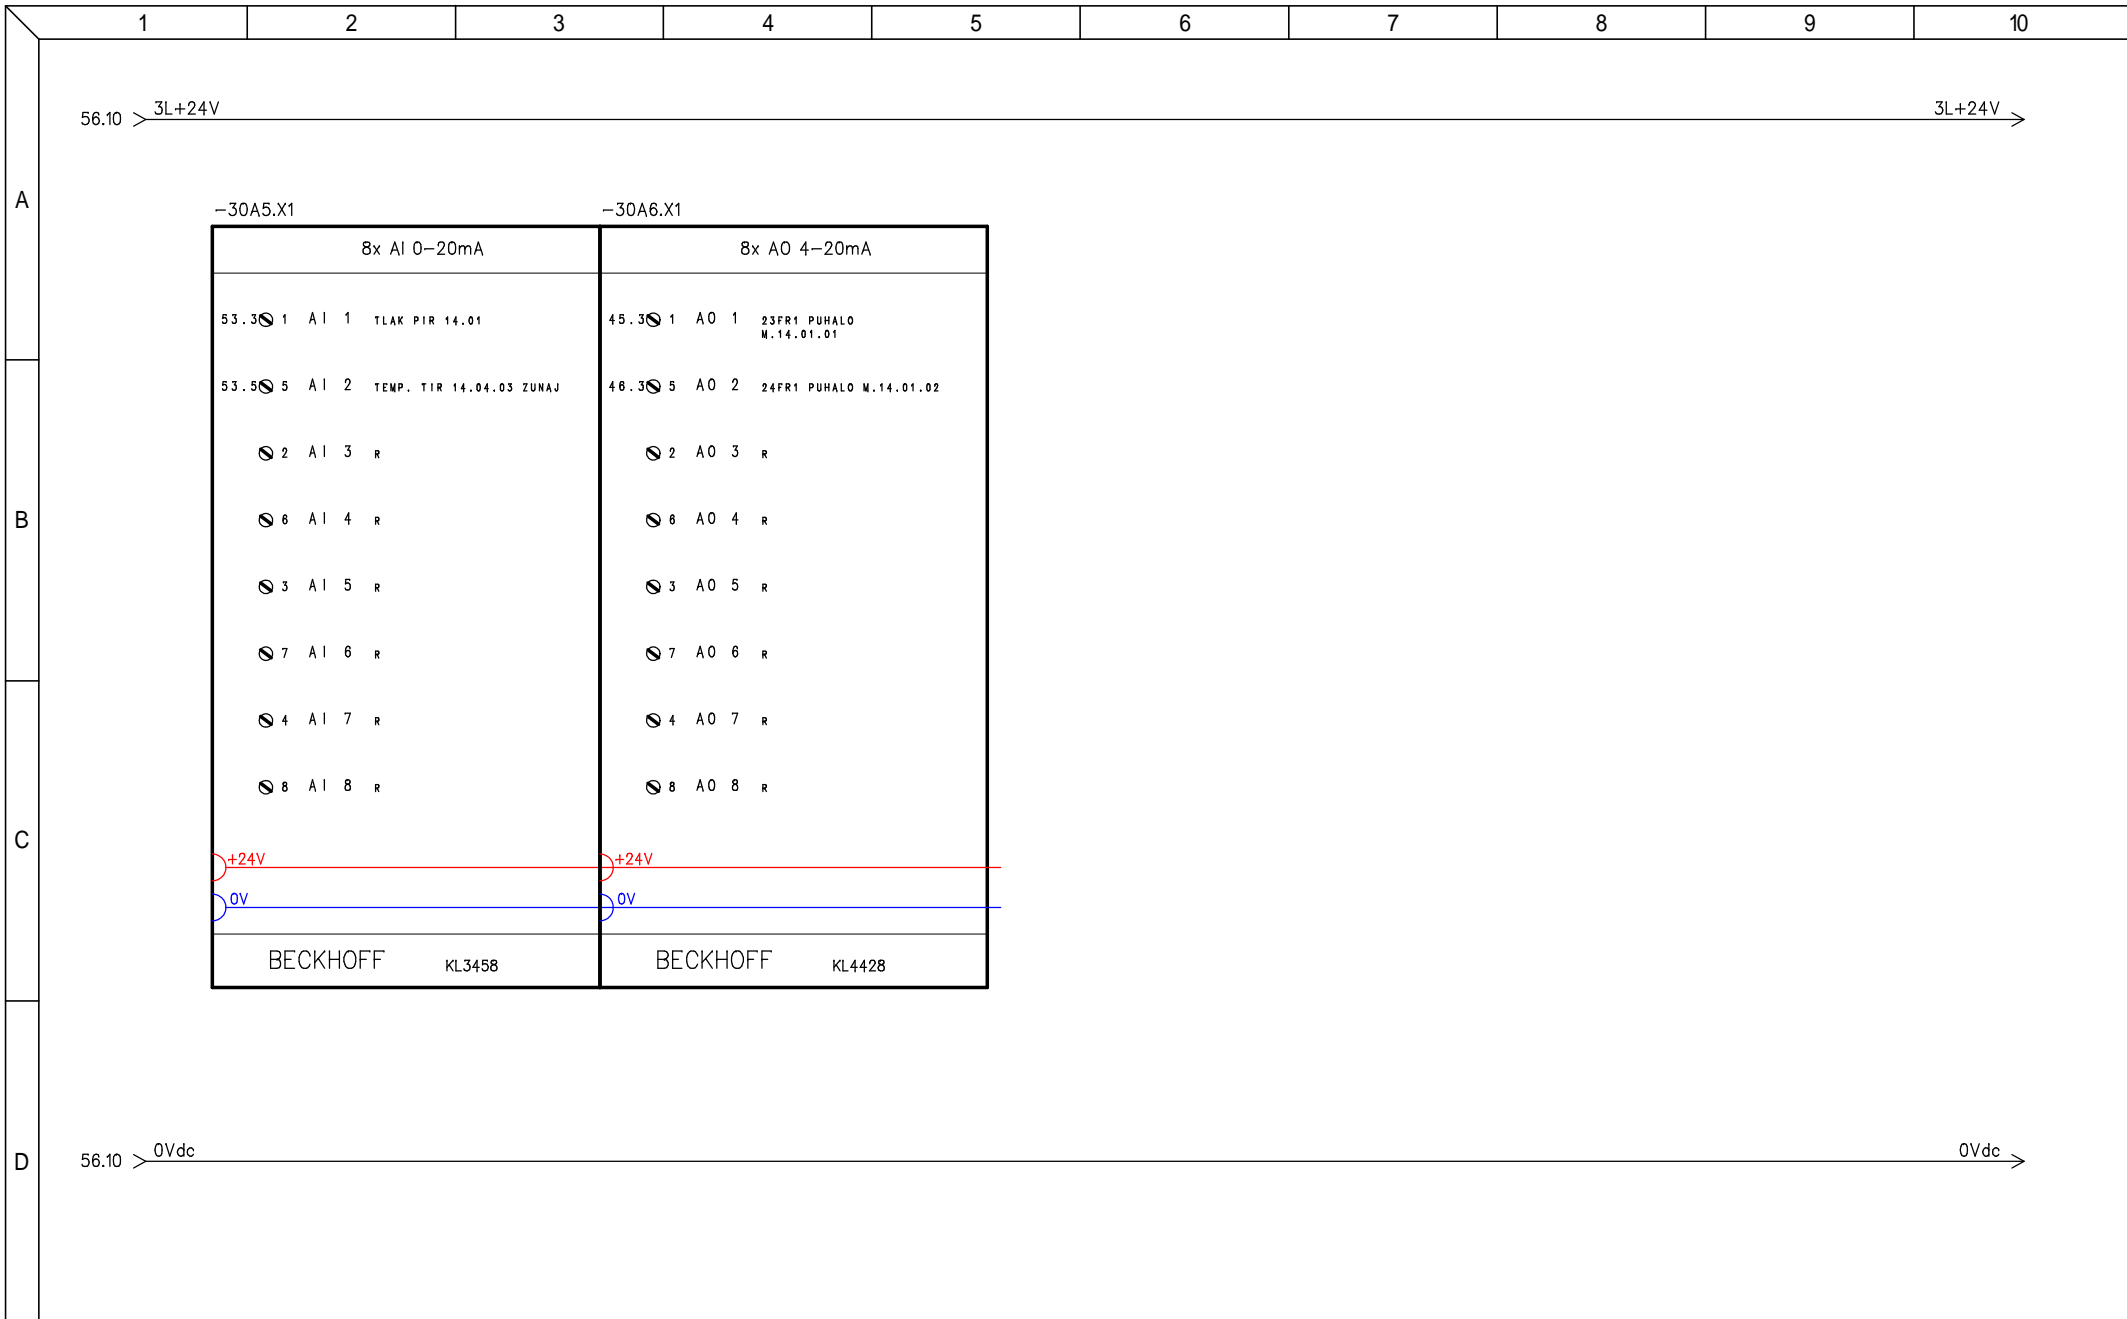 1 2 3 4 5 6 7 8 9 10
56.10 3L+24V 3L+24V
A
-30A5.X1 -30A6.X1
8x AI 0-20mA 8x AO 4-20mA
53.3 1 AI 1 TLAK PIR 14.01 45.3 1 AO 1 23FR1 PUHALO
M.14.01.01
53.5 5 AI 2 TEMP. TIR 14.04.03 ZUNAJ 46.3 5 AO 2 24FR1 PUHALO M.14.01.02
2 AI 3 R 2 AO 3 R
B 6 AI 4 R 6 AO 4 R
3 AI 5 R 3 AO 5 R
7 AI 6 R 7 AO 6 R
4 AI 7 R 4 AO 7 R
8 AI 8 R 8 AO 8 R
C
+24V +24V
0V 0V
BECKHOFF KL3458 BECKHOFF KL4428
D 56.10 0Vdc 0Vdc